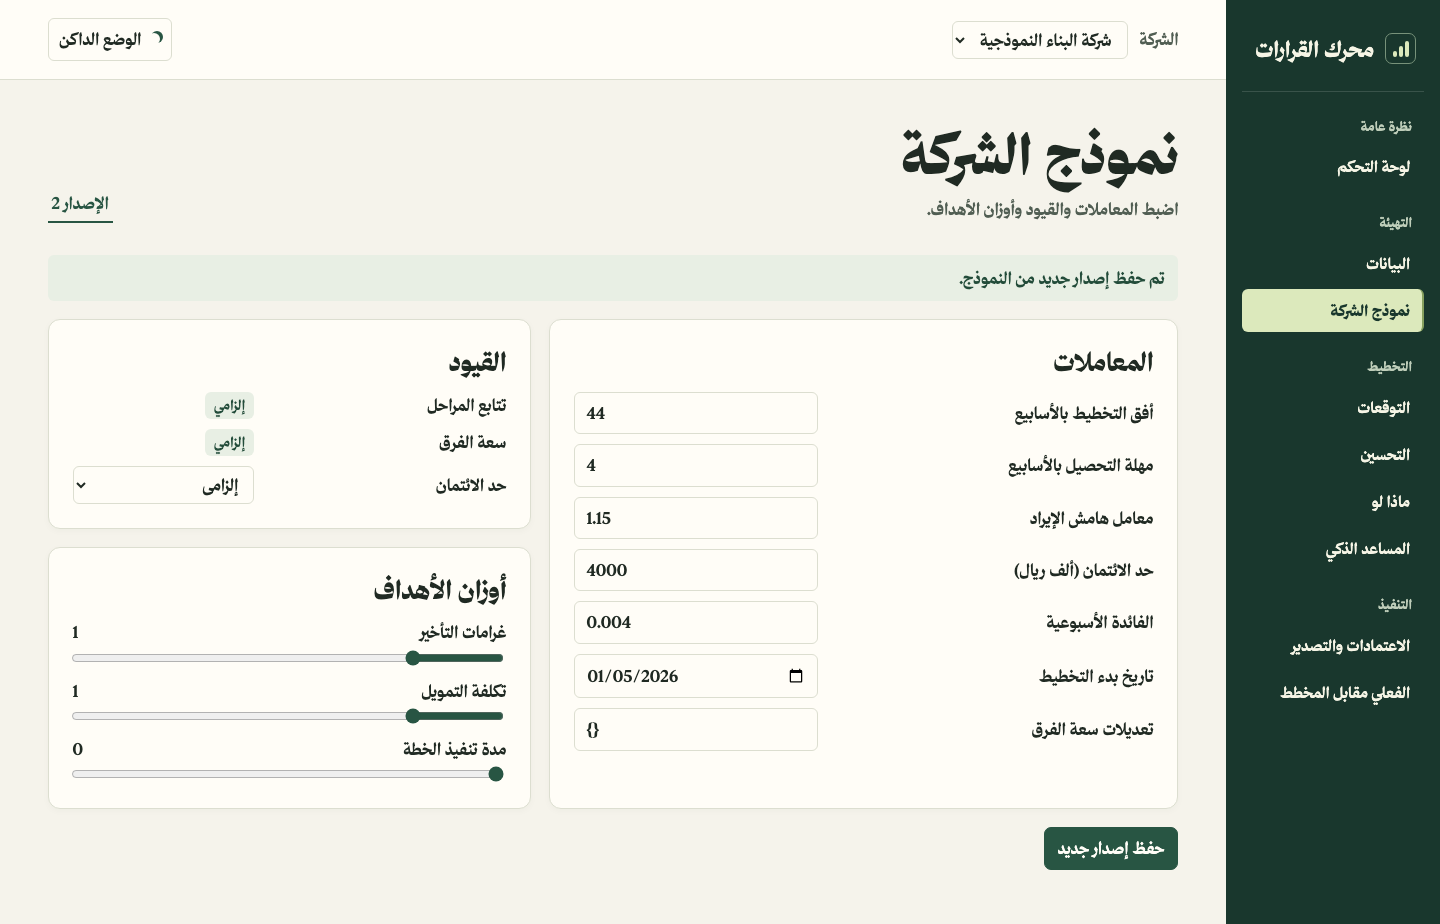 محرك القرارات
نظرة عامة
لوحة التحكم
التهيئة
البيانات
نموذج الشركة
التخطيط
التوقعات
التحسين
ماذا لو
المساعد الذكي
التنفيذ
الاعتمادات والتصدير
الفعلي مقابل المخطط
الشركة
شركة البناء النموذجية
الوضع الداكن
نموذج الشركة
اضبط المعاملات والقيود وأوزان الأهداف.
الإصدار 2
تم حفظ إصدار جديد من النموذج.
المعاملات
أفق التخطيط بالأسابيع 44
مهلة التحصيل بالأسابيع 4
معامل هامش الإيراد 1.15
حد الائتمان (ألف ريال) 4000
الفائدة الأسبوعية 0.004
تاريخ بدء التخطيط 01/05/2026
تعديلات سعة الفرق {}
القيود
تتابع المراحل إلزامي
سعة الفرق إلزامي
حد الائتمان إلزامي
أوزان الأهداف
غرامات التأخير 1
تكلفة التمويل 1
مدة تنفيذ الخطة 0
حفظ إصدار جديد